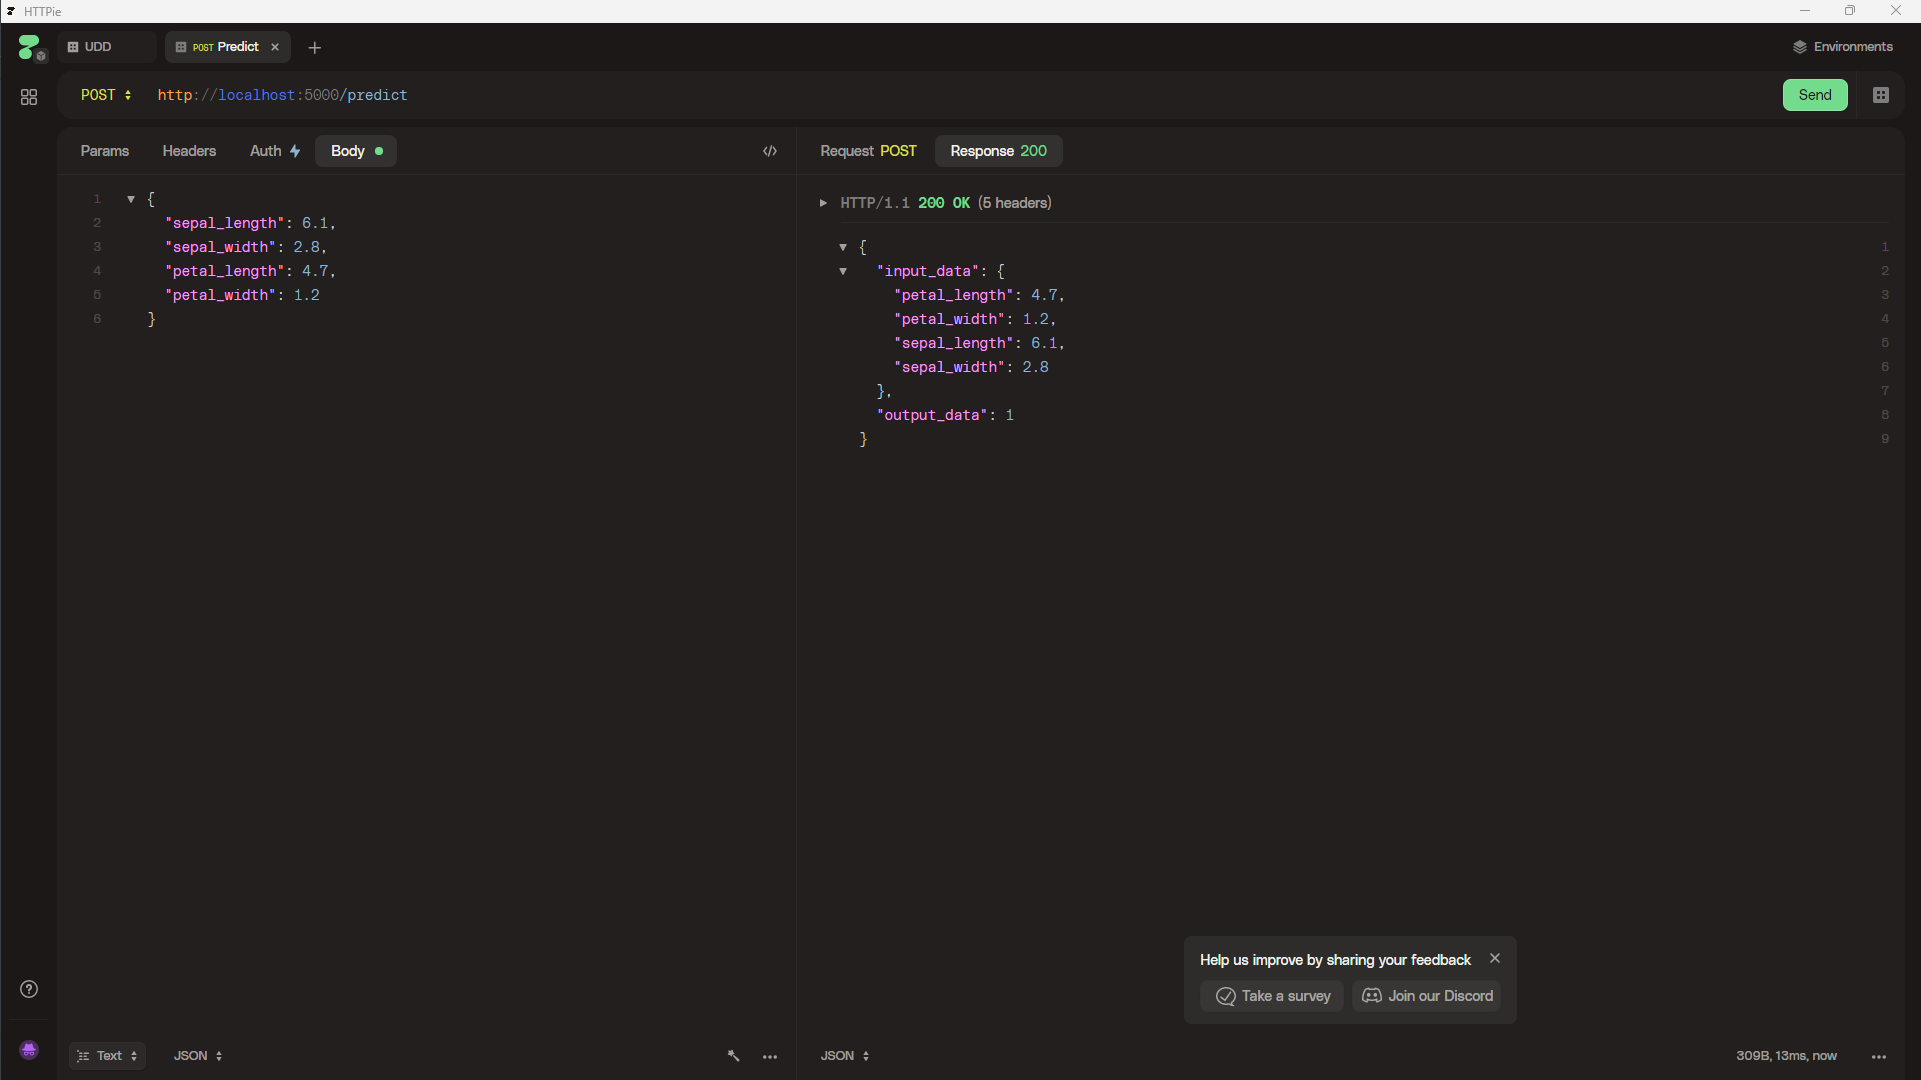 HTTPie
UDD
POST Predict
Environments
POST http://localhost:5000/predict
Send
Params Headers Auth Body
Request POST Response 200
1 {
2 "sepal_length": 6.1,
3 "sepal_width": 2.8,
4 "petal_length": 4.7,
5 "petal_width": 1.2
6 }
HTTP/1.1 200 OK (5 headers)
{ 1
"input_data": { 2
"petal_length": 4.7, 3
"petal_width": 1.2, 4
"sepal_length": 6.1, 5
"sepal_width": 2.8 6
}, 7
"output_data": 1 8
} 9
Help us improve by sharing your feedback
Take a survey Join our Discord
Text JSON
JSON
309B, 13ms, now